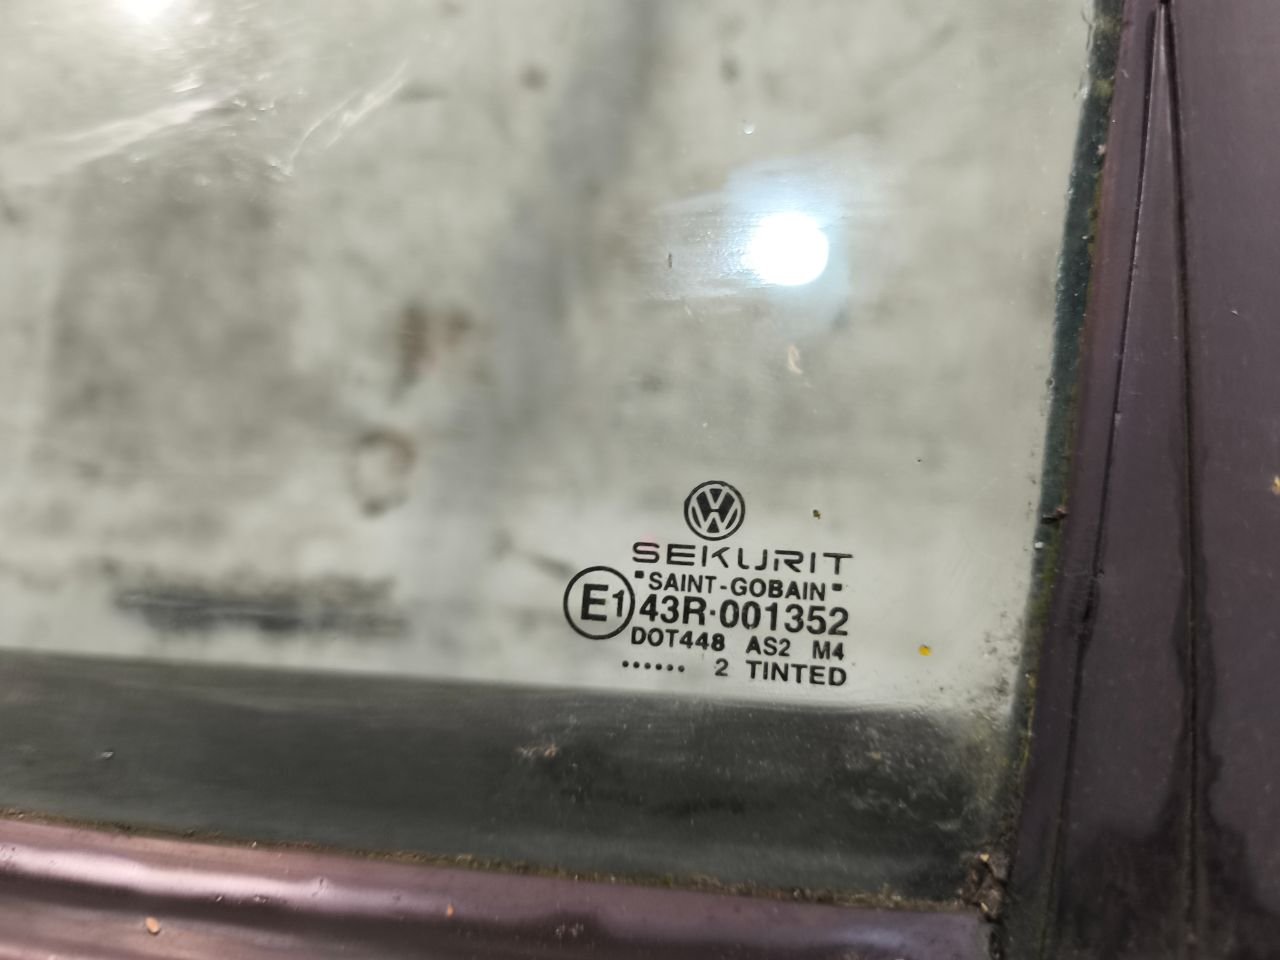 SEKURIT
"SAINT-GOBAIN"
E1 43R·001352
DOT448 AS2 M4
...... 2 TINTED